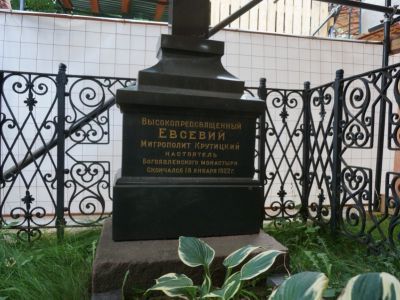 Высокопреосвященный
Евсевий
Митрополит Крутицкий
настоятель
Богоявленского монастыря
Скончался 18 января 1922 г.